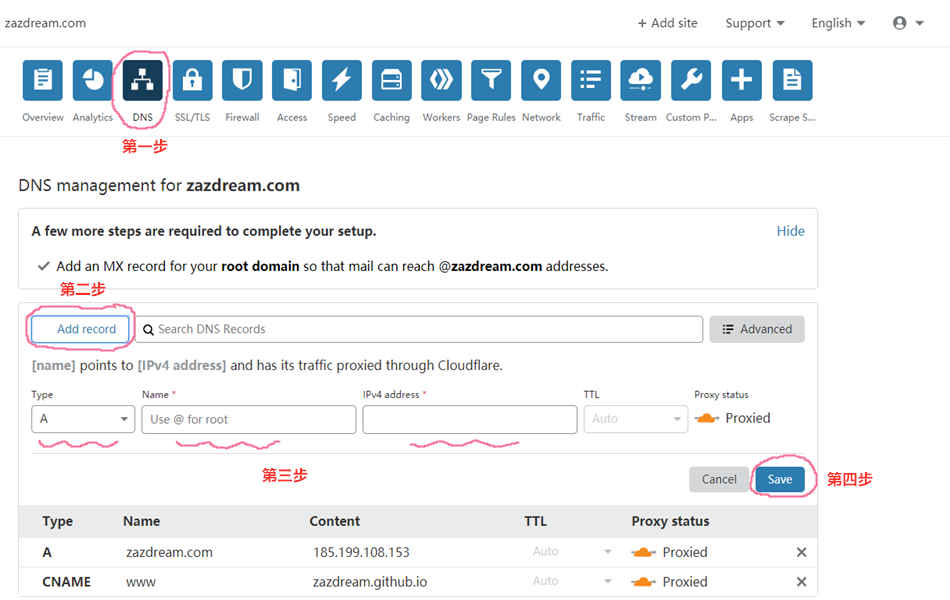 zazdream.com + Add site Support English
Overview Analytics DNS SSL/TLS Firewall Access Speed Caching Workers Page Rules Network Traffic Stream Custom P... Apps Scrape S...
第一步
DNS management for zazdream.com
A few more steps are required to complete your setup. Hide
Add an MX record for your root domain so that mail can reach @zazdream.com addresses.
第二步
Add record Search DNS Records Advanced
[name] points to [IPv4 address] and has its traffic proxied through Cloudflare.
Type Name * IPv4 address * TTL Proxy status
A Use @ for root Auto Proxied
第三步
Cancel Save 第四步
Type Name Content TTL Proxy status
A zazdream.com 185.199.108.153 Auto Proxied
CNAME www zazdream.github.io Auto Proxied